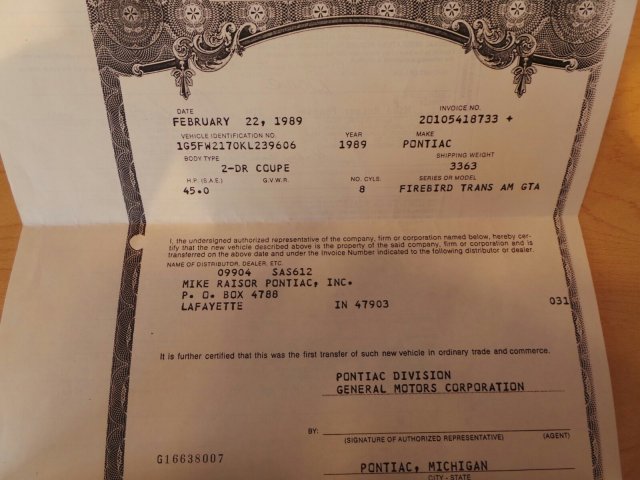 DATE INVOICE NO.
FEBRUARY 22, 1989 20105418733 +
VEHICLE IDENTIFICATION NO. YEAR MAKE
1G5FW2170KL239606 1989 PONTIAC
BODY TYPE SHIPPING WEIGHT
2-DR COUPE 3363
H.P. (S.A.E.) G.V.W.R. NO. CYLS. SERIES OR MODEL
45.0 8 FIREBIRD TRANS AM GTA
I, the undersigned authorized representative of the company, firm or corporation named below, hereby cer-
tify that the new vehicle described above is the property of the said company, firm or corporation and is
transferred on the above date and under the Invoice Number indicated to the following distributor or dealer.
NAME OF DISTRIBUTOR, DEALER, ETC.
09904 SAS612
MIKE RAISOR PONTIAC, INC.
P. O. BOX 4788 031
LAFAYETTE IN 47903
It is further certified that this was the first transfer of such new vehicle in ordinary trade and commerce.
PONTIAC DIVISION
GENERAL MOTORS CORPORATION
BY:
(SIGNATURE OF AUTHORIZED REPRESENTATIVE) (AGENT)
G16638007
PONTIAC, MICHIGAN
CITY - STATE